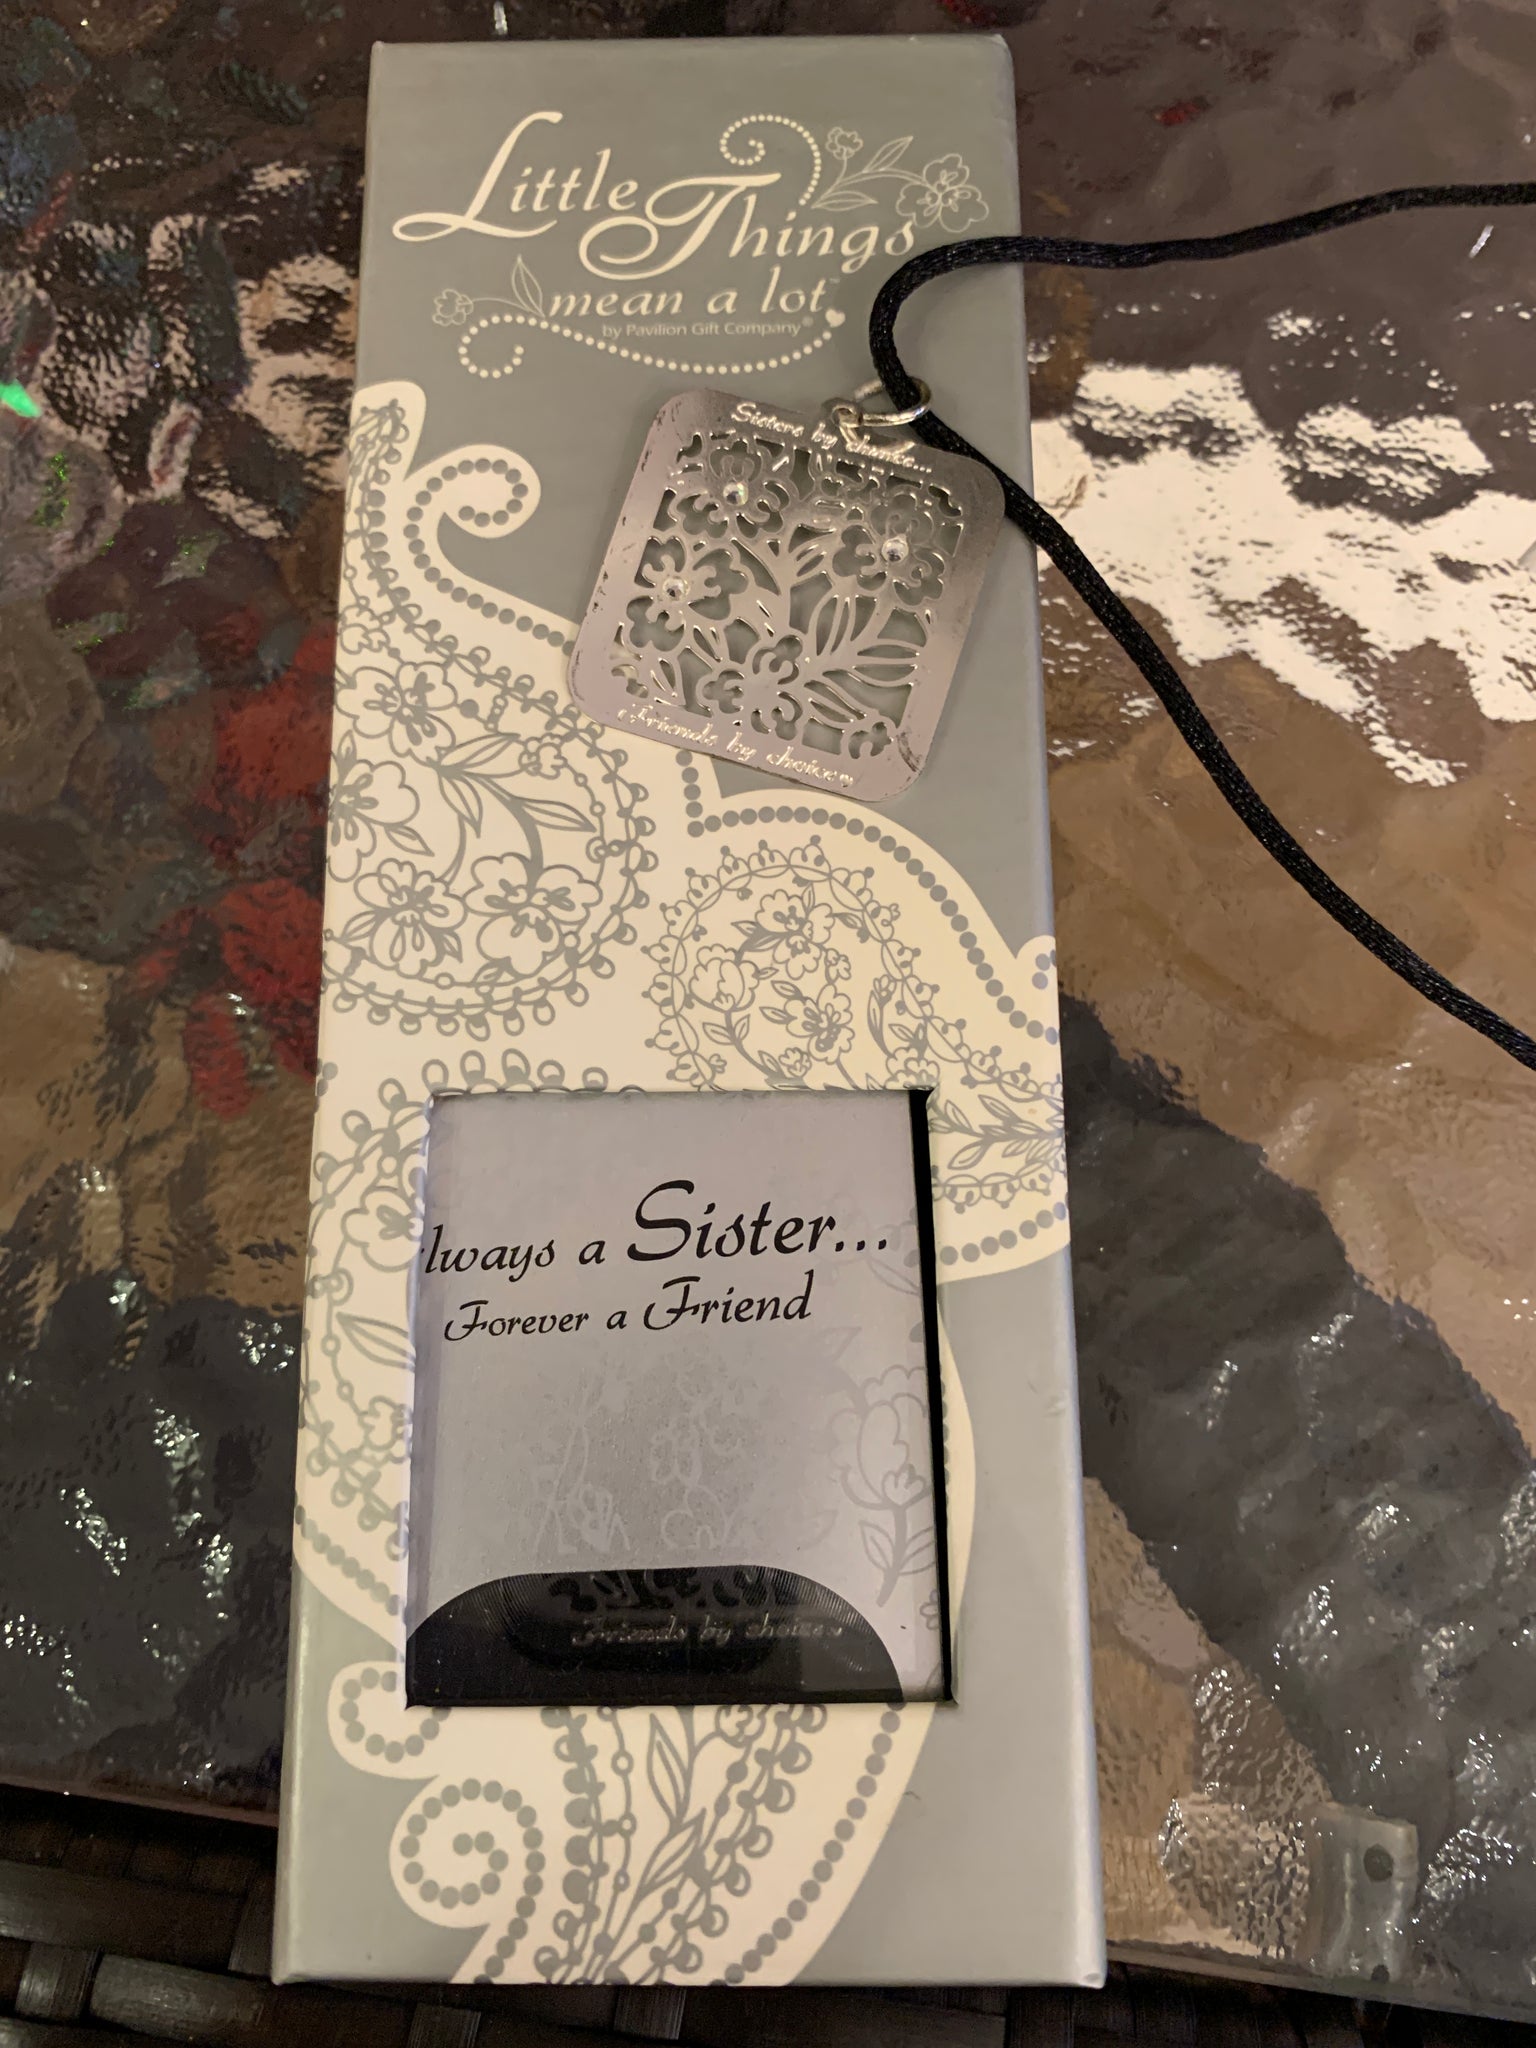 Little
Things
mean a lot™
by Pavilion Gift Company®
Sisters by chance...
Friends by choice
lways a Sister...
Forever a Friend
Friends by choice